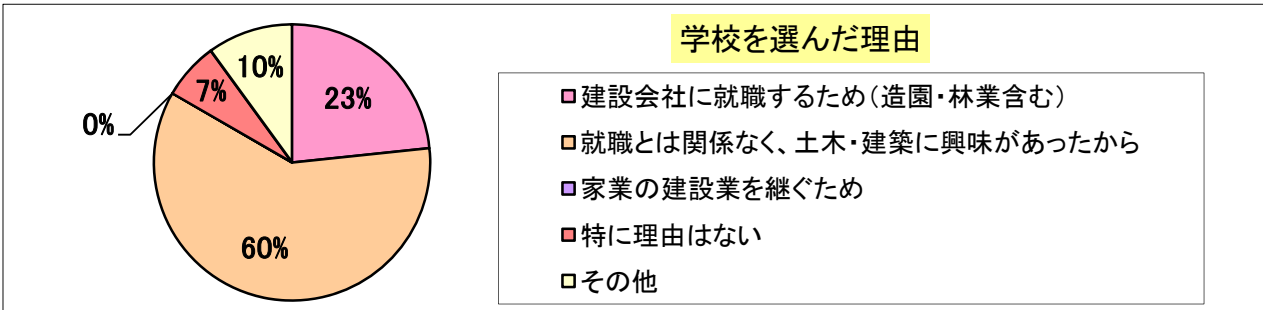 学校を選んだ理由
10%
23%
7%
0%
60%
■建設会社に就職するため(造園・林業含む)
■就職とは関係なく、土木・建築に興味があったから
■家業の建設業を継ぐため
■特に理由はない
□その他